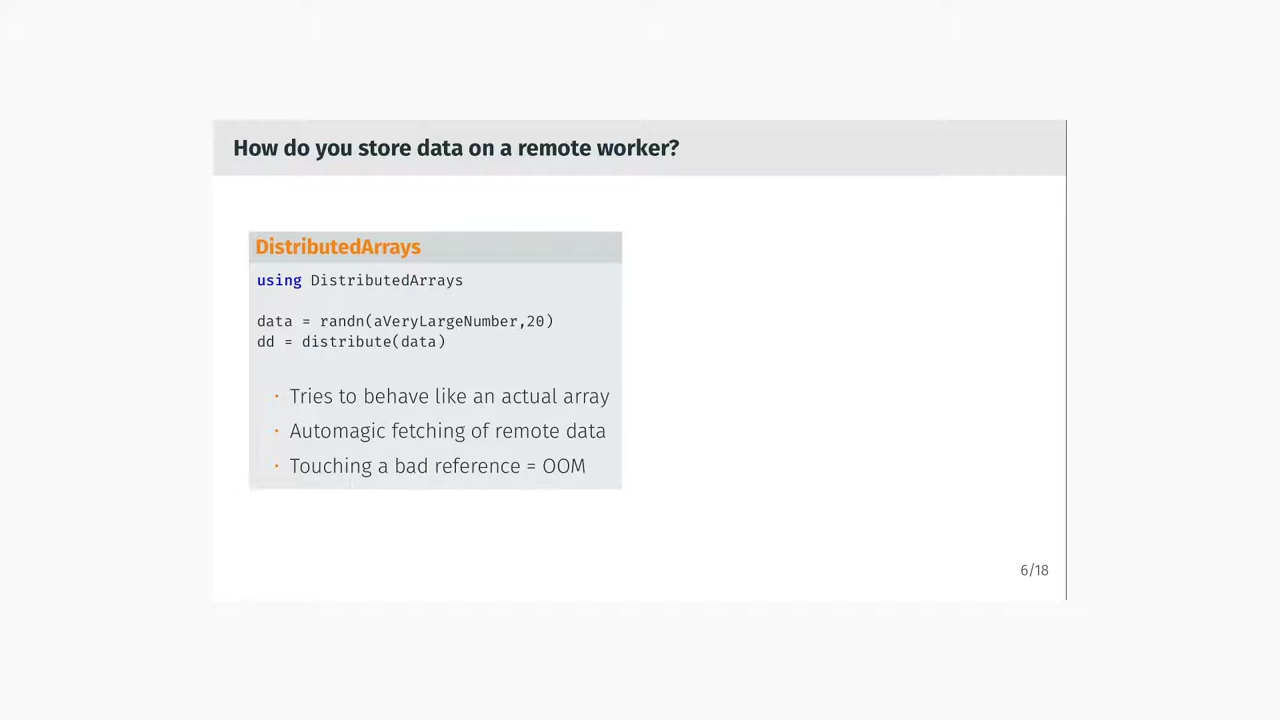 How do you store data on a remote worker?
DistributedArrays
using DistributedArrays
data = randn(aVeryLargeNumber,20)
dd = distribute(data)
· Tries to behave like an actual array
· Automagic fetching of remote data
· Touching a bad reference = OOM
6/18